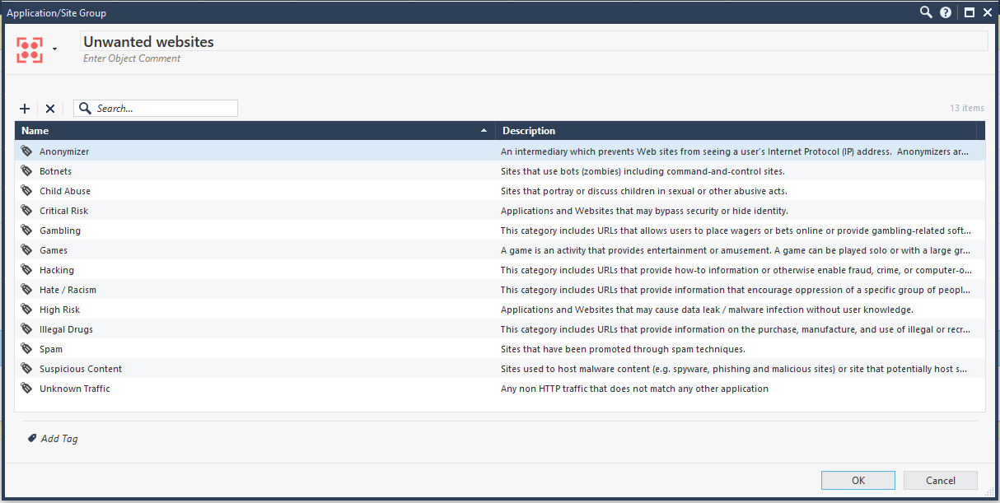 Application/Site Group
Unwanted websites
Enter Object Comment
Search...
13 items
Name Description
Anonymizer An intermediary which prevents Web sites from seeing a user's Internet Protocol (IP) address. Anonymizers ar...
Botnets Sites that use bots (zombies) including command-and-control sites.
Child Abuse Sites that portray or discuss children in sexual or other abusive acts.
Critical Risk Applications and Websites that may bypass security or hide identity.
Gambling This category includes URLs that allows users to place wagers or bets online or provide gambling-related soft...
Games A game is an activity that provides entertainment or amusement. A game can be played solo or with a large gr...
Hacking This category includes URLs that provide how-to information or otherwise enable fraud, crime, or computer-o...
Hate / Racism This category includes URLs that provide information that encourage oppression of a specific group of peopl...
High Risk Applications and Websites that may cause data leak / malware infection without user knowledge.
Illegal Drugs This category includes URLs that provide information on the purchase, manufacture, and use of illegal or recr...
Spam Sites that have been promoted through spam techniques.
Suspicious Content Sites used to host malware content (e.g. spyware, phishing and malicious sites) or site that potentially host s...
Unknown Traffic Any non HTTP traffic that does not match any other application
Add Tag
OK Cancel